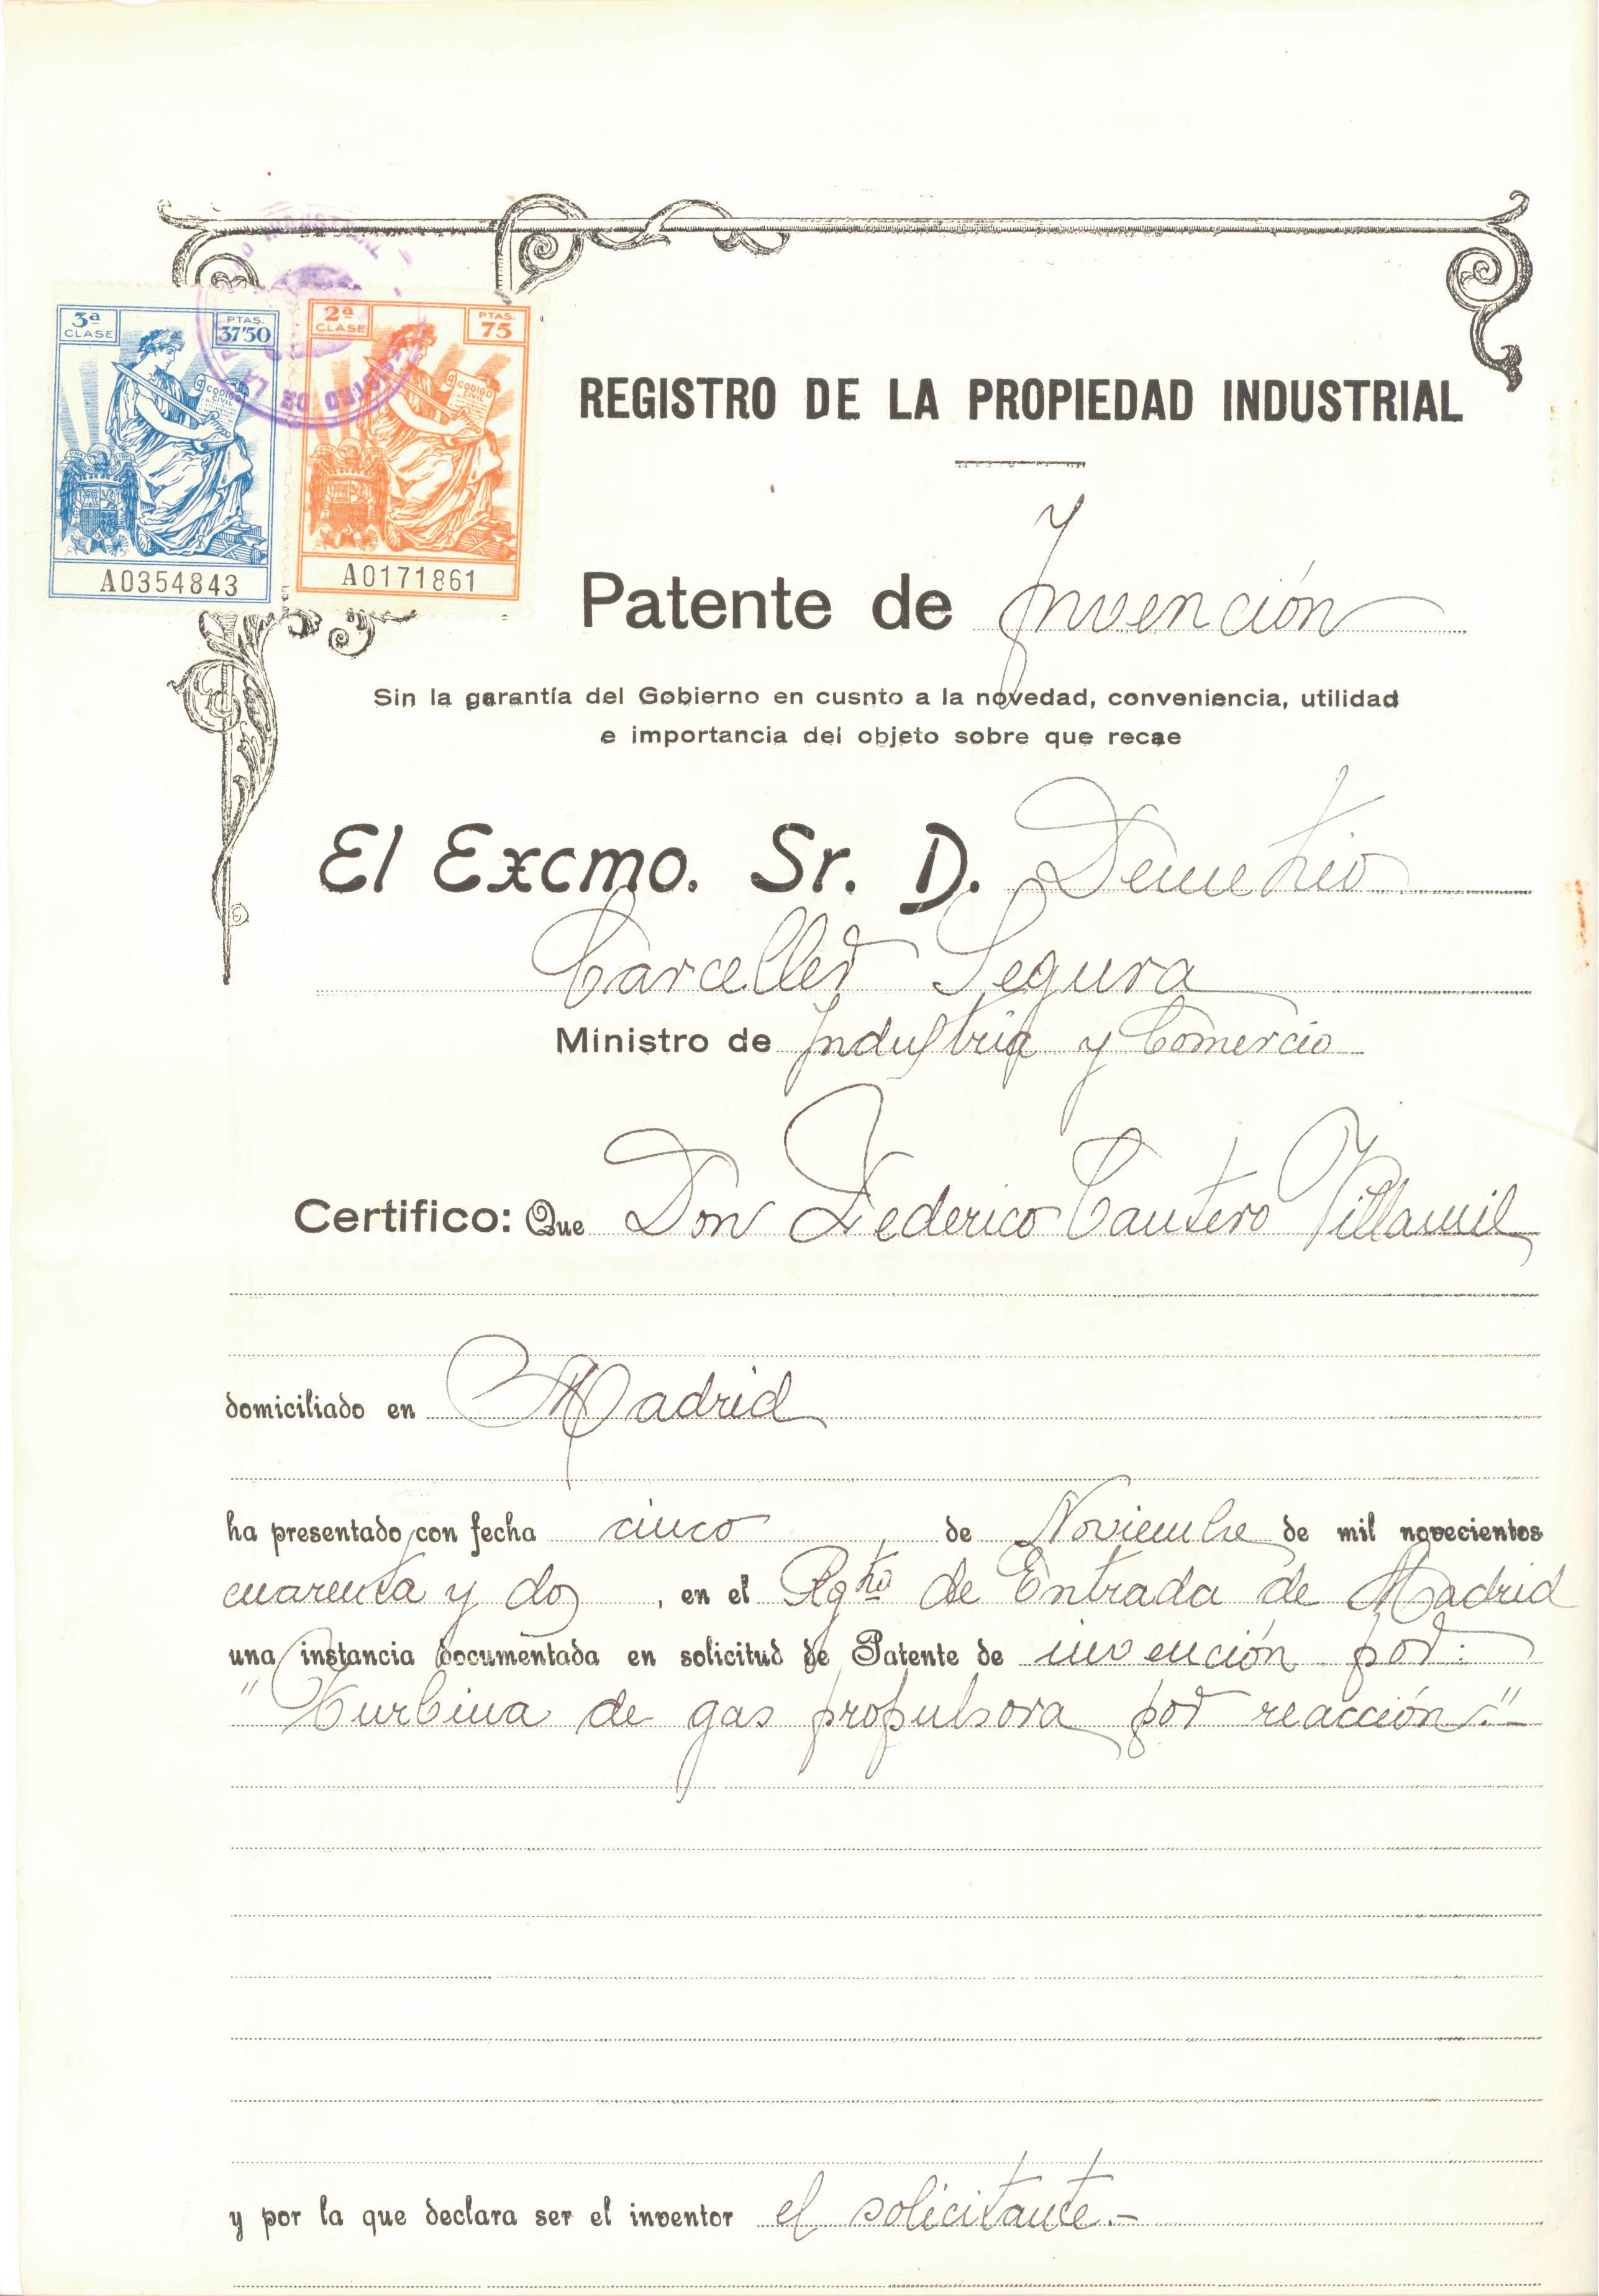 3ª CLASE PTAS. 37'50
CODIGO CIVIL
A0354843
2ª CLASE PTAS. 75
CODIGO CIVIL
A0171861
REGISTRO DE LA PROPIEDAD INDUSTRIAL
Patente de Invención
Sin la garantía del Gobierno en cusnto a la novedad, conveniencia, utilidad
e importancia del objeto sobre que recae
El Excmo. Sr. D. Demetrio
Carceller Segura
Ministro de Industria y Comercio
Certifico: Que Don Federico Cantero Villamil
domiciliado en Madrid
ha presentado con fecha cinco de Noviembre de mil novecientos
cuarenta y dos, en el Rgtro de Entrada de Madrid
una instancia documentada en solicitud de Patente de invención por:
"Turbina de gas propulsora por reacción."-
y por la que declara ser el inventor el solicitante.-